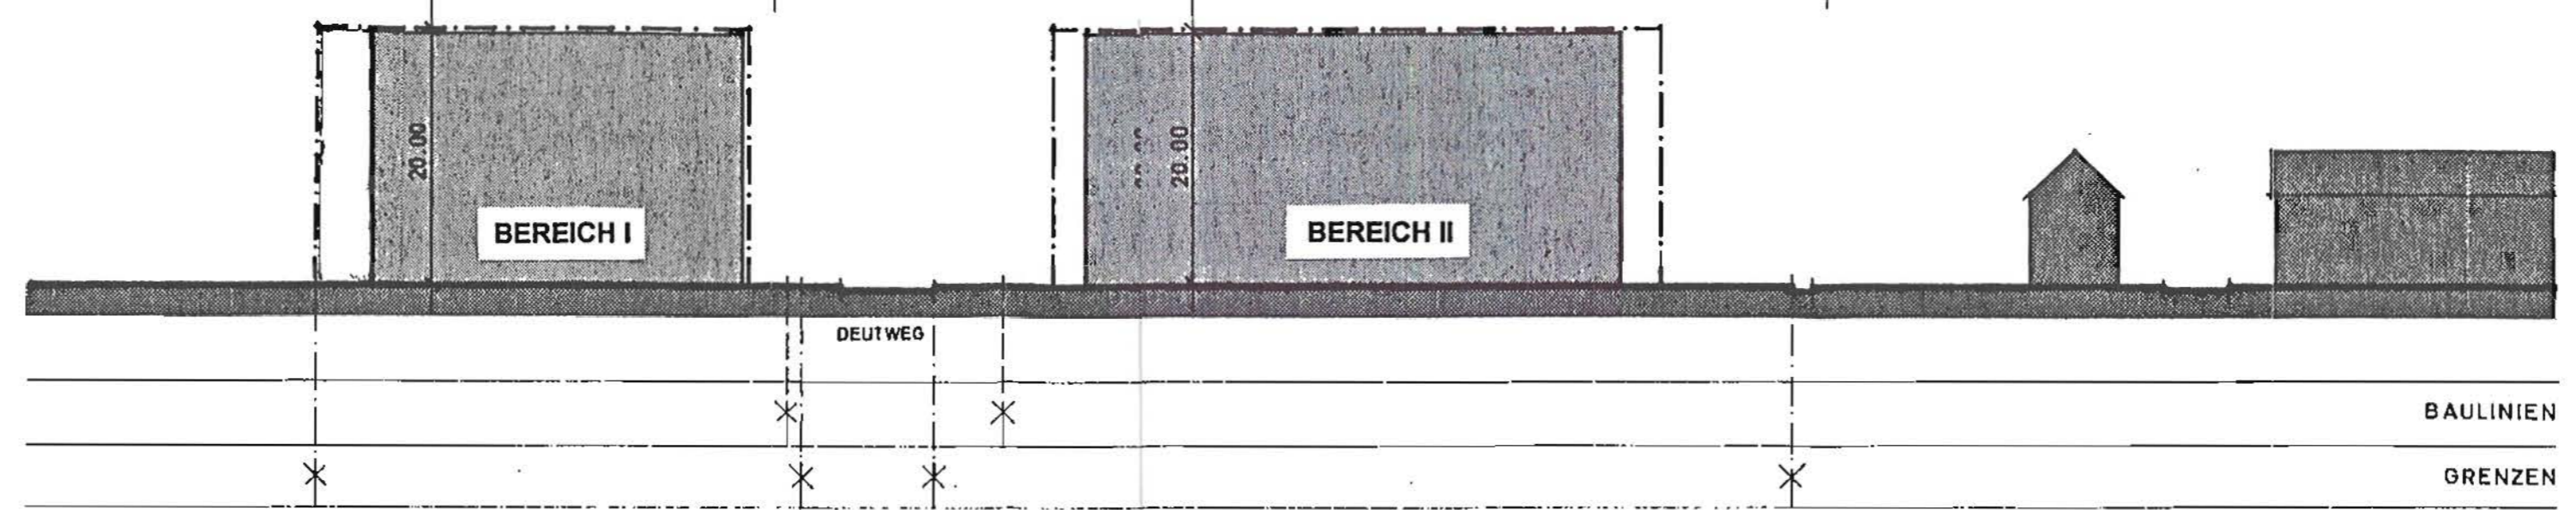 20.00
BEREICH I
20.00
BEREICH II
DEUTWEG
BAULINIEN
GRENZEN